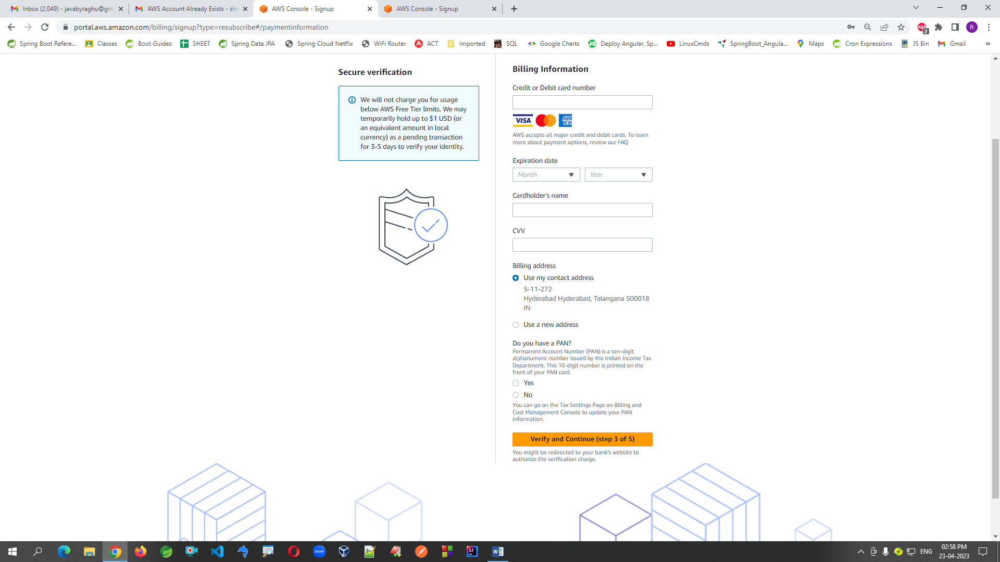 Inbox (2,049) - javabyraghu@gm
AWS Account Already Exists - she
AWS Console - Signup
AWS Console - Signup
portal.aws.amazon.com/billing/signup?type=resubscribe#/paymentinformation
ABP
2
R
Spring Boot Refere...
Classes
Boot Guides
SHEET
Spring Data JPA
Spring Cloud Netflix
WiFi Router
ACT
Imported
SQL
Google Charts
Deploy Angular, Sp...
LinuxCmds
SpringBoot_Angula...
Maps
Cron Expressions
JS Bin
Gmail
»
Secure verification
We will not charge you for usage
below AWS Free Tier limits. We may
temporarily hold up to $1 USD (or
an equivalent amount in local
currency) as a pending transaction
for 3-5 days to verify your identity.
Billing Information
Credit or Debit card number
VISA
AM
EX
AWS accepts all major credit and debit cards. To learn
more about payment options, review our FAQ
Expiration date
Month
Year
Cardholder's name
CVV
Billing address
Use my contact address
5-11-272
Hyderabad Hyderabad, Telangana 500018
IN
Use a new address
Do you have a PAN?
Permanent Account Number (PAN) is a ten-digit
alphanumeric number issued by the Indian Income Tax
Department. This 10-digit number is printed on the
front of your PAN card.
Yes
No
You can go on the Tax Settings Page on Billing and
Cost Management Console to update your PAN
information.
Verify and Continue (step 3 of 5)
You might be redirected to your bank's website to
authorize the verification charge.
zoom
IJ
W
ENG
02:58 PM
23-04-2023